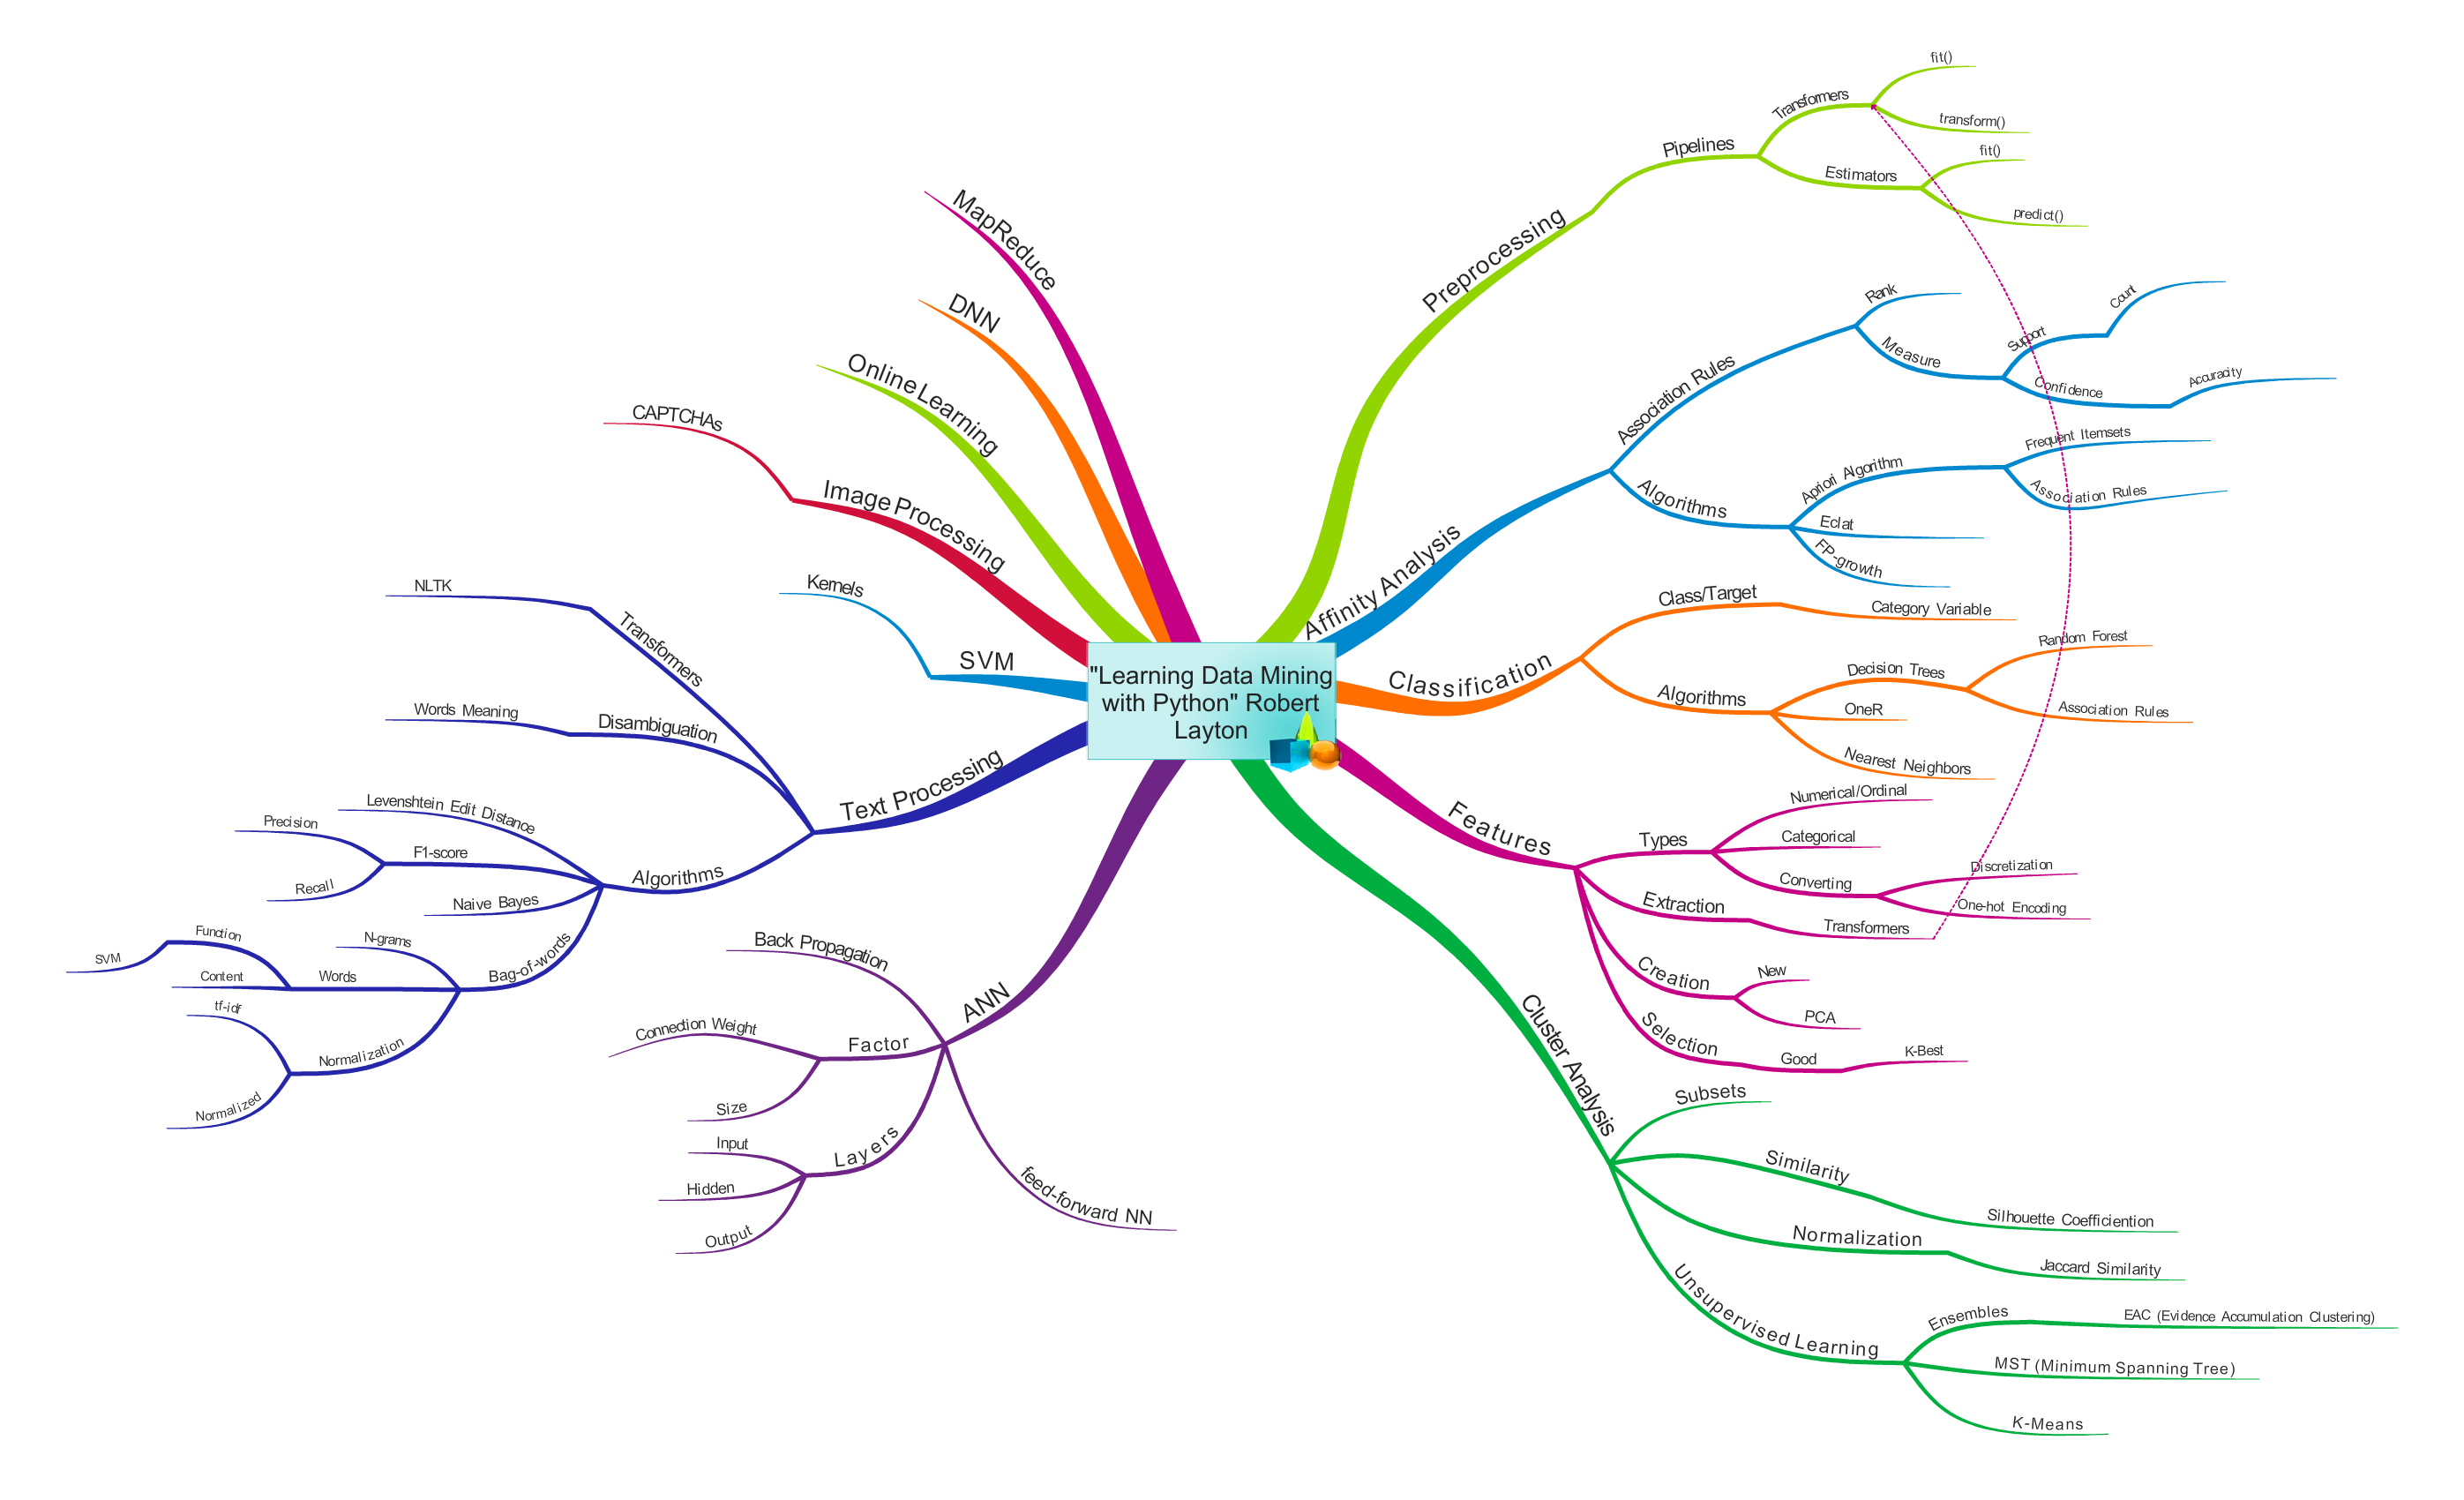 "Learning Data Mining
with Python" Robert
Layton
Preprocessing
Pipelines
Transformers
fit()
transform()
Estimators
fit()
predict()
Affinity Analysis
Association Rules
Rank
Measure
Support
Court
Confidence
Accuracity
Algorithms
Apriori Algorithm
Frequent Itemsets
Association Rules
Eclat
FP-growth
Classification
Class/Target
Category Variable
Algorithms
Decision Trees
Random Forest
Association Rules
OneR
Nearest Neighbors
Features
Types
Numerical/Ordinal
Categorical
Converting
Discretization
One-hot Encoding
Extraction
Transformers
Creation
New
PCA
Selection
Good
K-Best
Cluster Analysis
Subsets
Similarity
Silhouette Coefficiention
Normalization
Jaccard Similarity
Unsupervised Learning
Ensembles
EAC (Evidence Accumulation Clustering)
MST (Minimum Spanning Tree)
K-Means
MapReduce
DNN
Online Learning
Image Processing
CAPTCHAs
SVM
Kernels
Text Processing
Transformers
NLTK
Disambiguation
Words Meaning
Algorithms
Levenshtein Edit Distance
F1-score
Precision
Recall
Naive Bayes
Bag-of-words
N-grams
Words
Function
SVM
Content
Normalization
tf-idf
Normalized
ANN
Back Propagation
Factor
Connection Weight
Size
Layers
Input
Hidden
Output
feed-forward NN